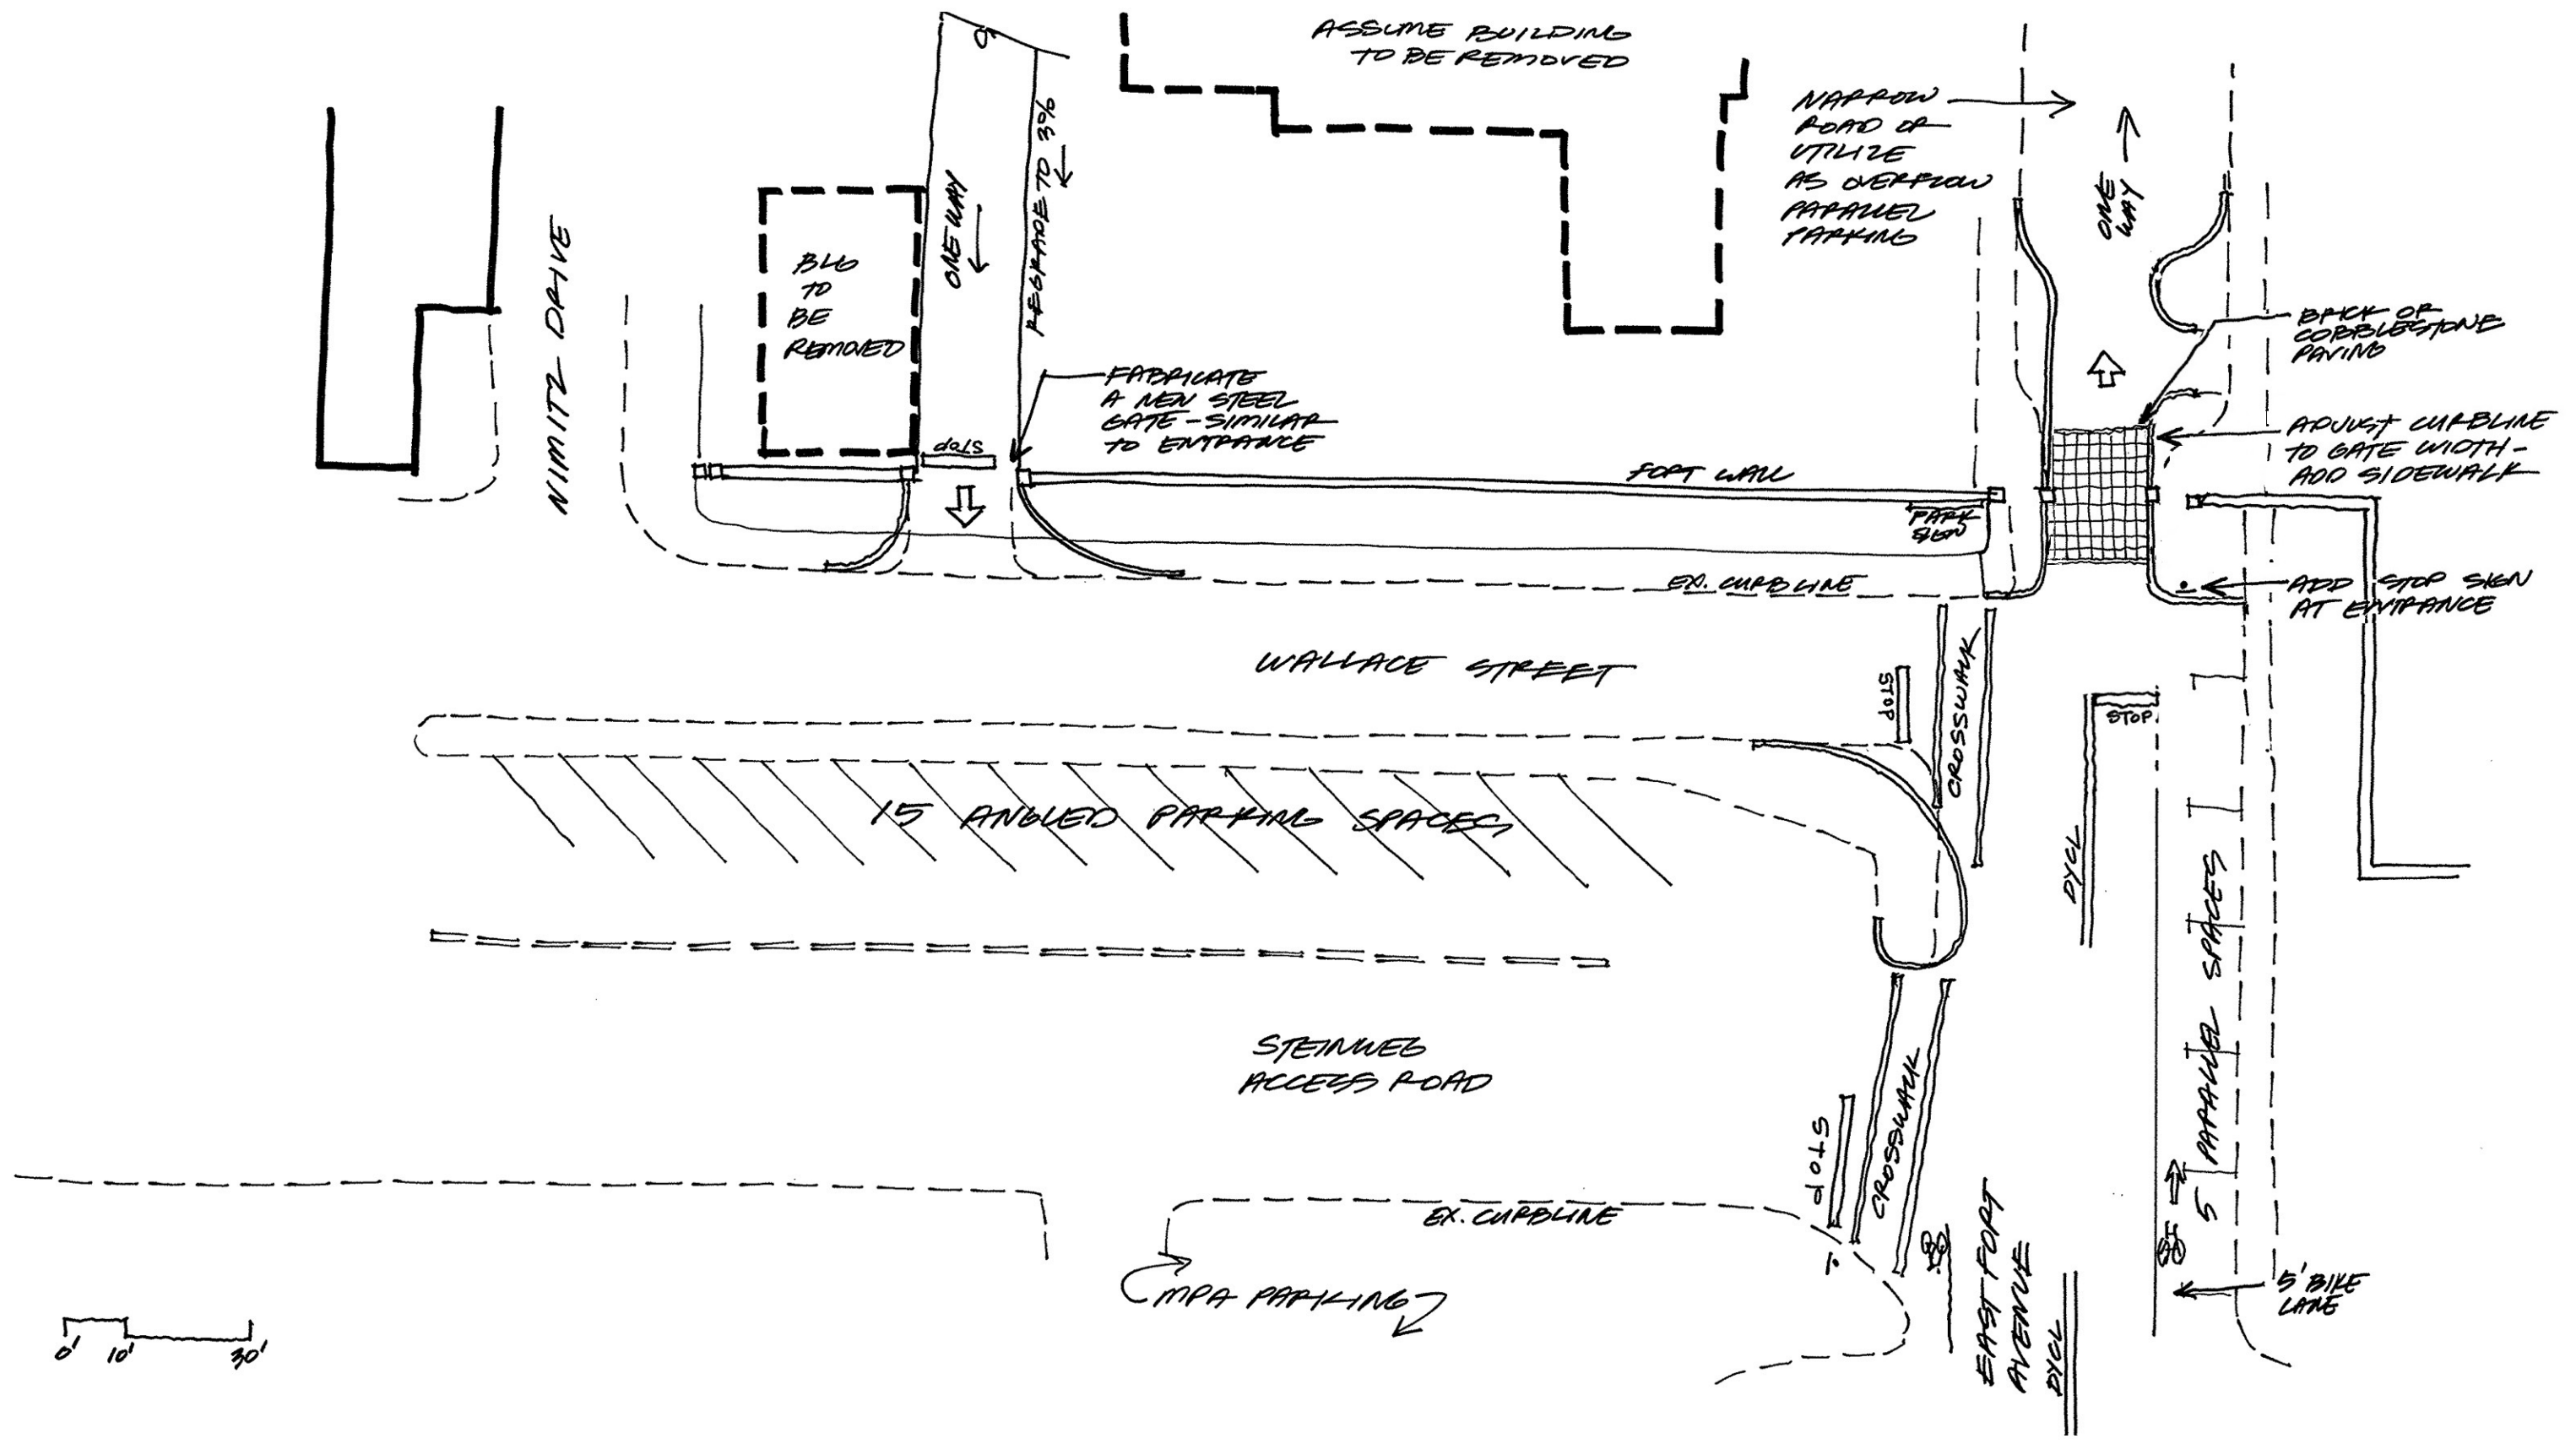 ASSUME BUILDING
TO BE REMOVED
NARROW
ROAD OR
UTILIZE
AS OVERFLOW
PARALLEL
PARKING
ONE
WAY
ONE WAY
REGRADE TO 3%
NIMITZ DRIVE
BLG
TO
BE
REMOVED
BRICK OR
COBBLESTONE
PAVING
FABRICATE
A NEW STEEL
GATE-SIMILAR
TO ENTRANCE
STOP
ADJUST CURBLINE
TO GATE WIDTH-
ADD SIDEWALK
FORT WALL
PARK
SIGN
EX. CURBLINE
ADD STOP SIGN
AT ENTRANCE
WALLACE STREET
STOP
CROSSWALK
STOP
15 ANGLED PARKING SPACES
DYCL
5 PARALLEL SPACES
STEINWEG
ACCESS ROAD
STOP
CROSSWALK
EX. CURBLINE
MPA PARKING
EAST FORT
AVENUE
DYCL
5' BIKE
LANE
0' 10' 30'